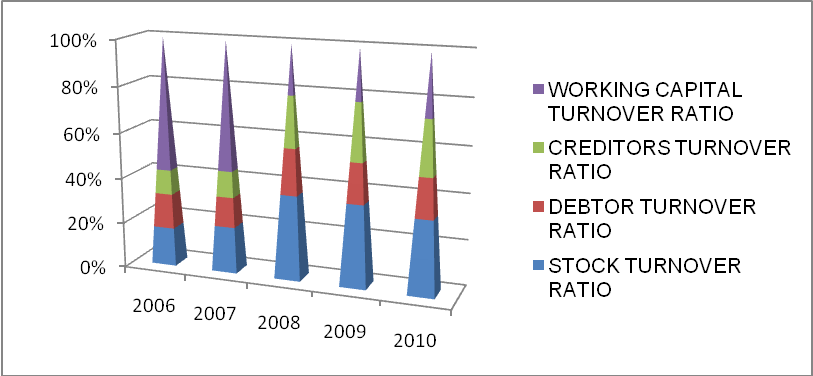 100%
80%
60%
40%
20%
0%
2006
2007
2008
2009
2010
WORKING CAPITAL
TURNOVER RATIO
CREDITORS TURNOVER
RATIO
DEBTOR TURNOVER
RATIO
STOCK TURNOVER
RATIO